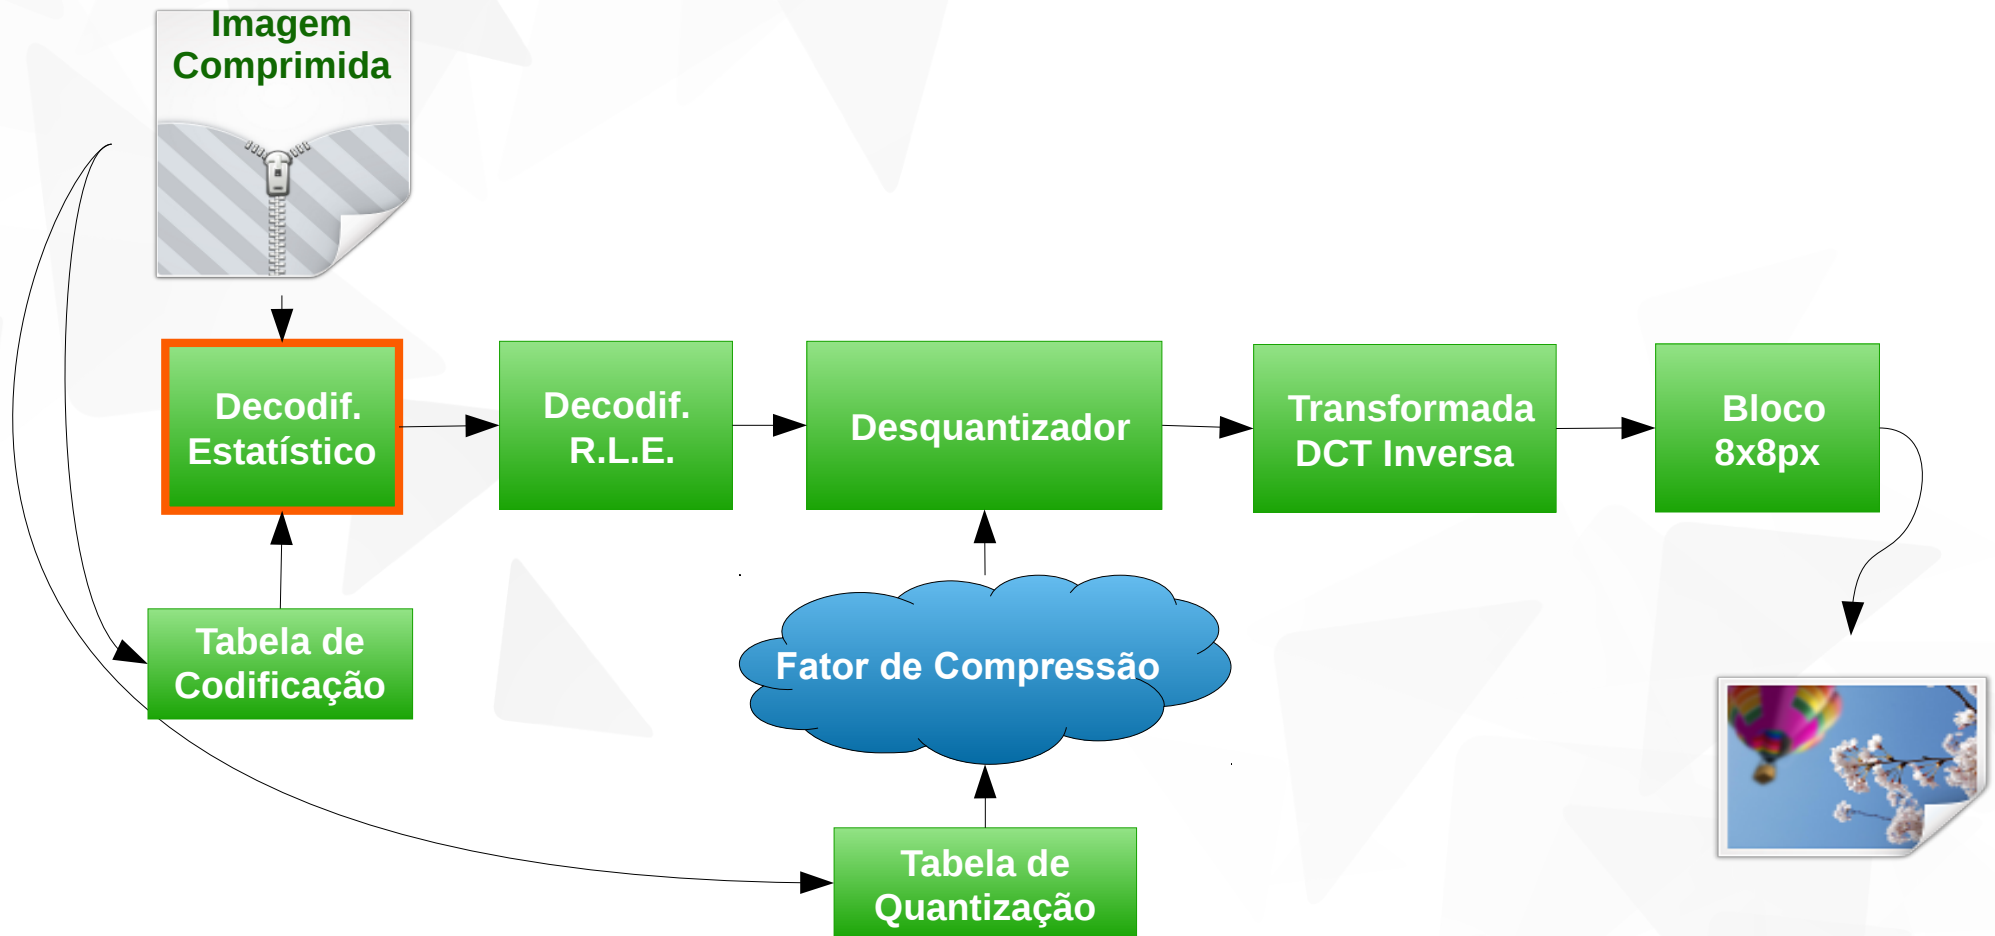 Imagem
Comprimida
Decodif.
Estatístico
Decodif.
R.L.E.
Desquantizador
Transformada
DCT Inversa
Bloco
8x8px
Tabela de
Codificação
Fator de Compressão
Tabela de
Quantização